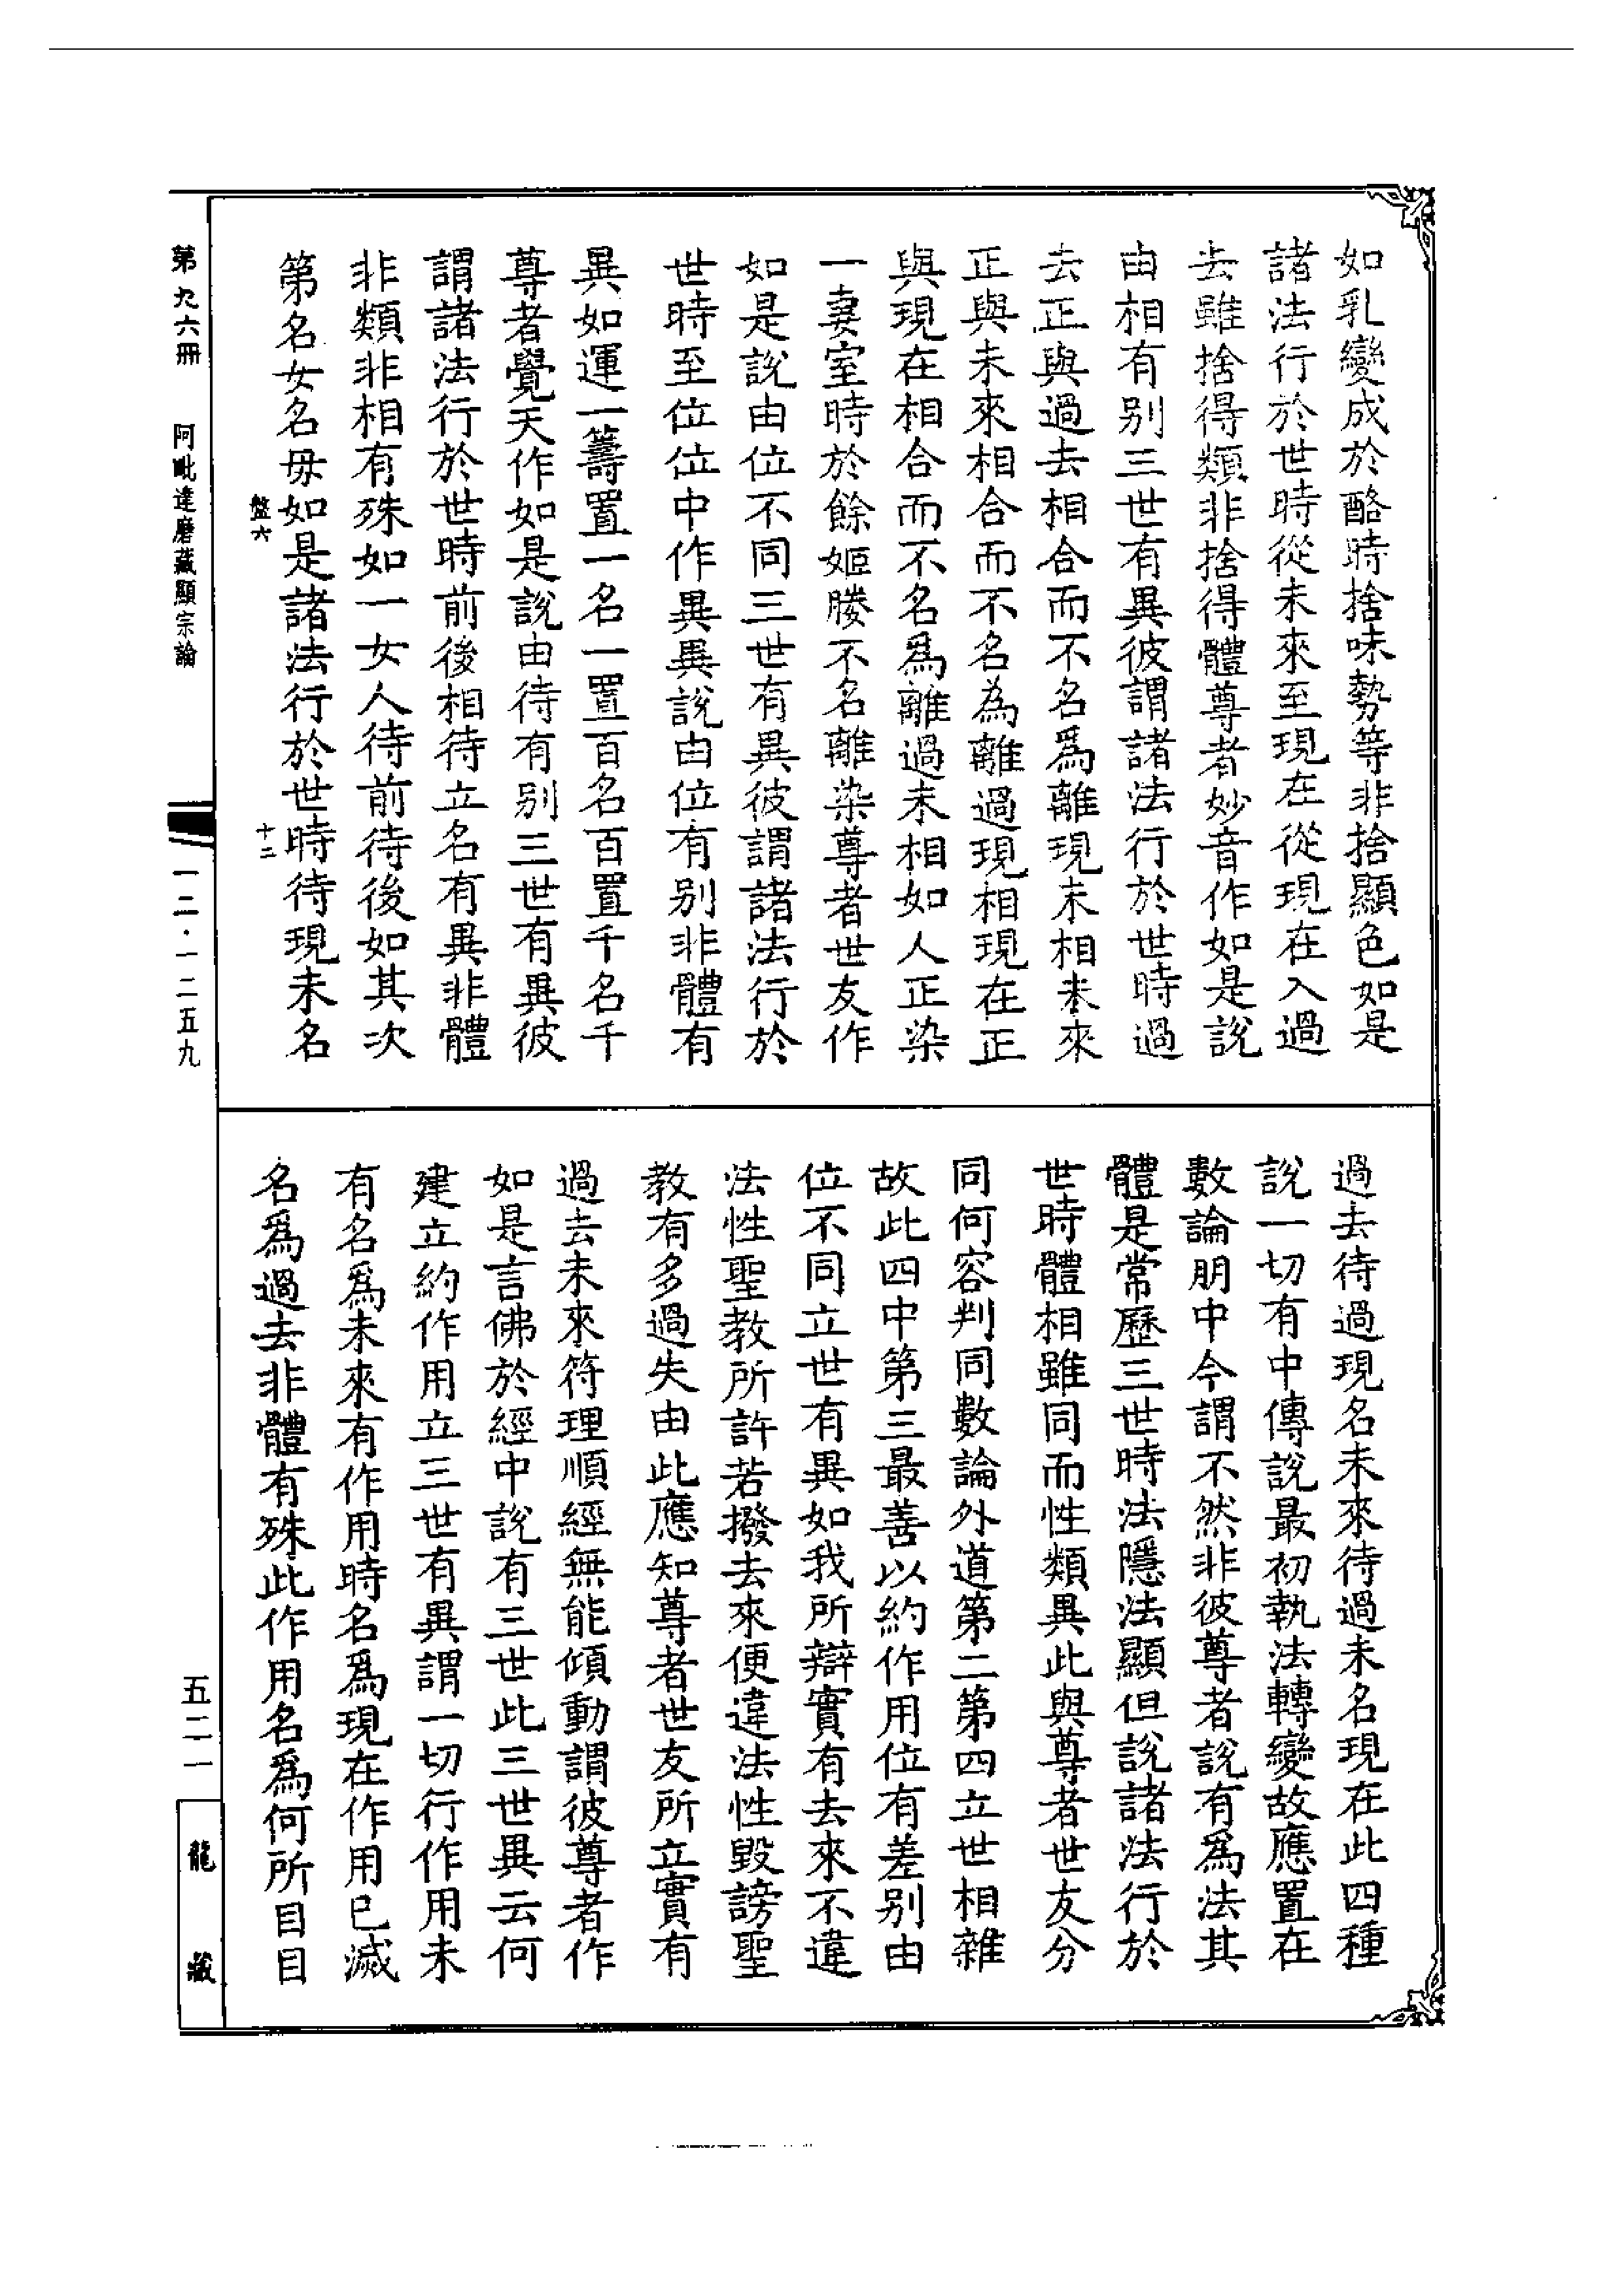 如乳變成於酪時捨味勢等非捨顯色如是
諸法行於世時從未來至現在從現在入過
去雖捨得類非捨得體尊者妙音作如是說
由相有別三世有異彼謂諸法行於世時過
去正與過去相合而不名爲離現未相未來
正與未來相合而不名為離過現相現在正
與現在相合而不名爲離過未相如人正染
一妻室時於餘姬媵不名離染尊者世友作
如是說由位不同三世有異彼謂諸法行於
世時至位位中作異異說由位有別非體有
異如運一籌置一名一置百名百置千名千
尊者覺天作如是說由待有別三世有異彼
謂諸法行於世時前後相待立名有異非體
非類非相有殊如一女人待前待後如其次
第名女名毋如是諸法行於世時待現未名
盤六
十二
過去待過現名未來待過未名現在此四種
說一切有中傳說最初執法轉變故應置在
數論朋中今謂不然非彼尊者說有爲法其
體是常歷三世時法隱法顯但說諸法行於
世時體相雖同而性類異此與尊者世友分
同何容判同數論外道第二第四立世相雜
故此四中第三最善以約作用位有差別由
位不同立世有異如我所辯實有去來不違
法性聖教所許若撥去來便違法性毀謗聖
教有多過失由此應知尊者世友所立實有
過去未來符理順經無能傾動謂彼尊者作
如是言佛於經中說有三世此三世異云何
建立約作用立三世有異謂一切行作用未
有名爲未來有作用時名爲現在作用已滅
名爲過去非體有殊此作用名爲何所目目
第九六冊
阿毗達磨藏顯宗論
一二·一二五九
五二一
龍藏